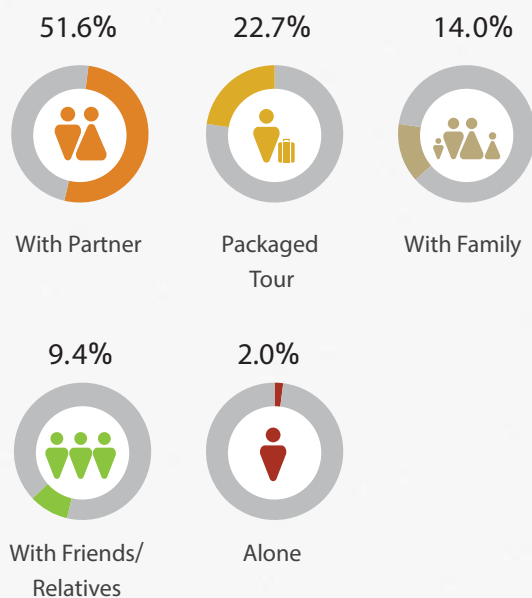 51.6%
22.7%
14.0%
With Partner
Packaged
Tour
With Family
9.4%
2.0%
With Friends/
Relatives
Alone